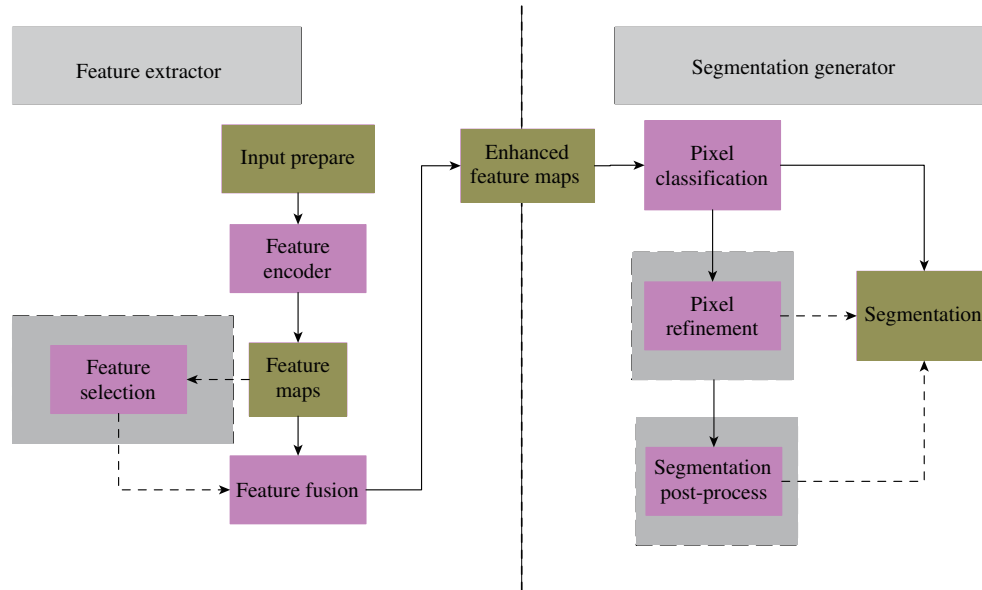 Feature extractor
Segmentation generator
Input prepare
Enhanced
feature maps
Pixel
classification
Feature
encoder
Pixel
refinement
Segmentation
Feature
selection
Feature
maps
Feature fusion
Segmentation
post-process